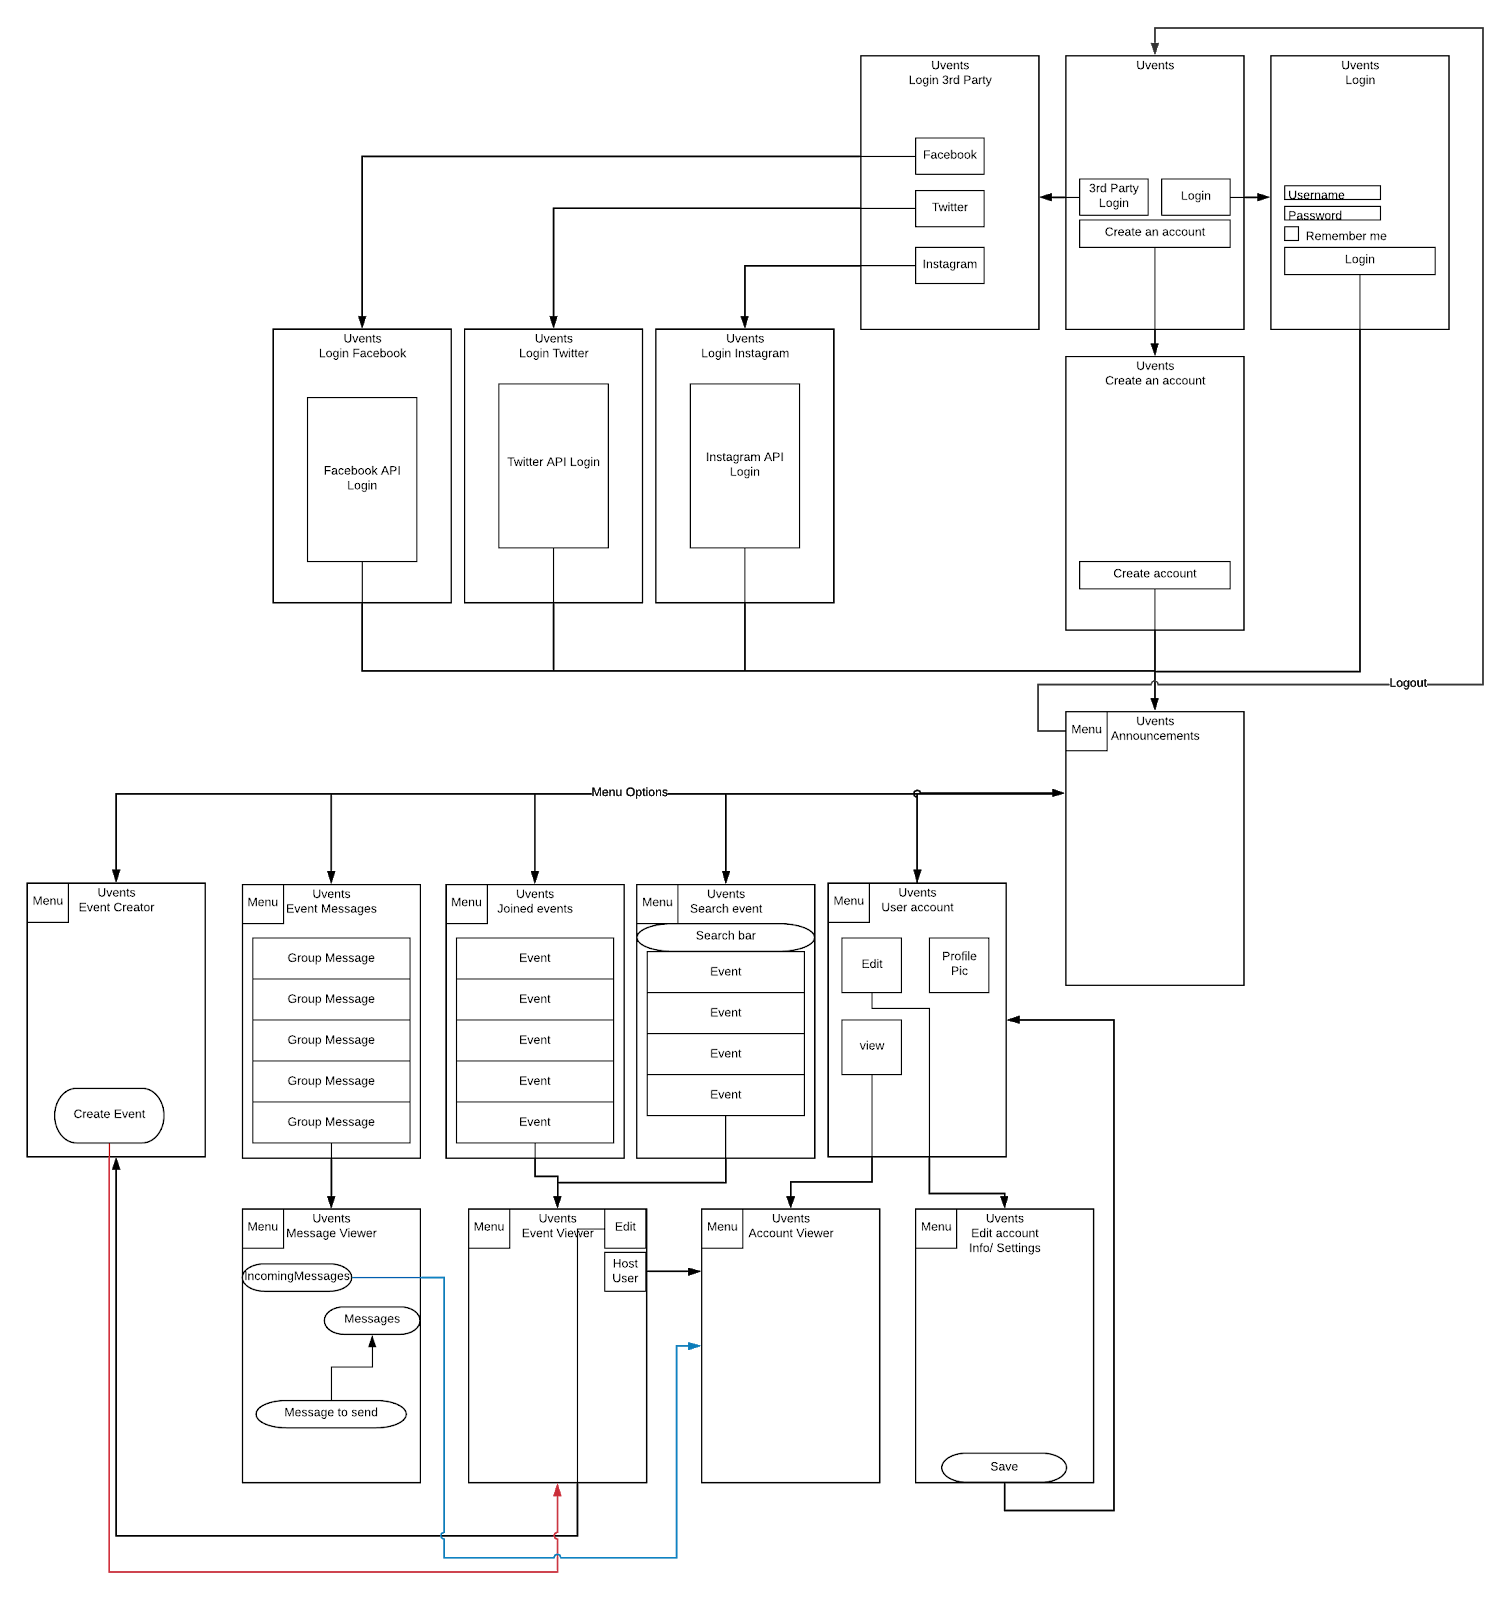 Uvents
Login 3rd Party
Facebook
Twitter
Instagram
Uvents
3rd Party
Login
Login
Create an account
Uvents
Login
Username
Password
Remember me
Login
Uvents
Login Facebook
Facebook API
Login
Uvents
Login Twitter
Twitter API Login
Uvents
Login Instagram
Instagram API
Login
Uvents
Create an account
Create account
Logout
Menu
Uvents
Announcements
Menu Options
Menu
Uvents
Event Creator
Create Event
Menu
Uvents
Event Messages
Group Message
Group Message
Group Message
Group Message
Group Message
Menu
Uvents
Joined events
Event
Event
Event
Event
Event
Menu
Uvents
Search event
Search bar
Event
Event
Event
Event
Menu
Uvents
User account
Edit
Profile
Pic
view
Menu
Uvents
Message Viewer
IncomingMessages
Messages
Message to send
Menu
Uvents
Event Viewer
Edit
Host
User
Menu
Uvents
Account Viewer
Menu
Uvents
Edit account
Info/ Settings
Save